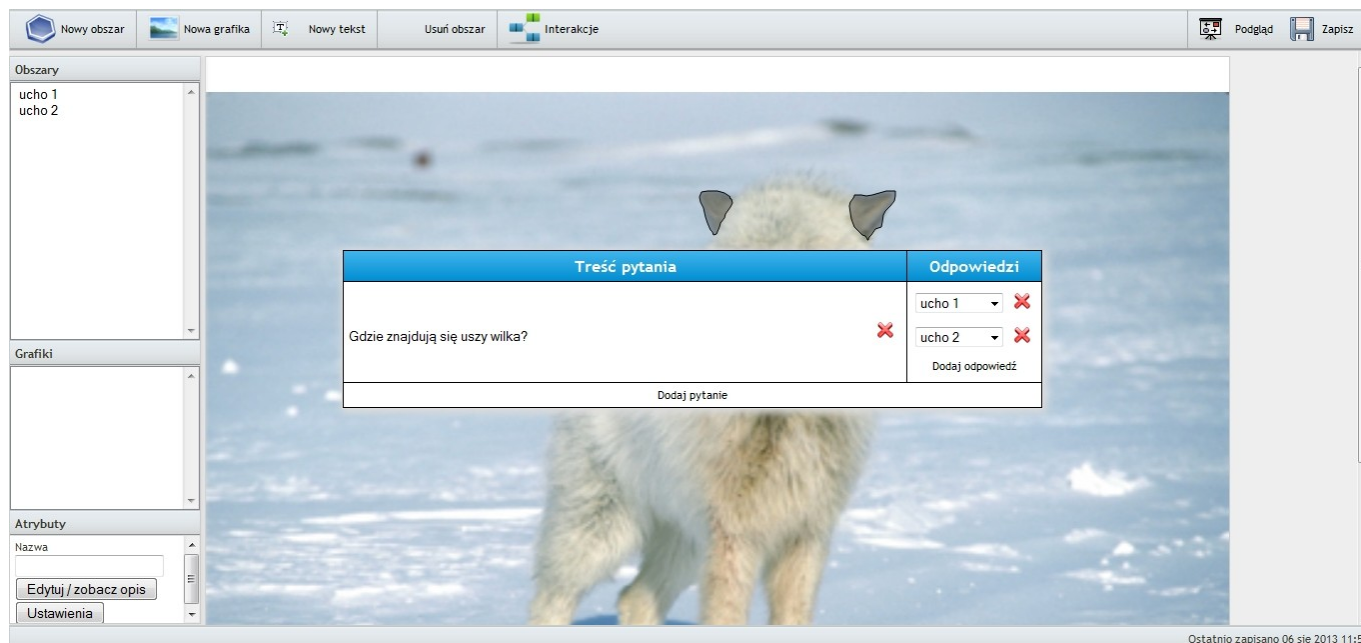 Nowy obszar
Nowa grafika
Nowy tekst
Usuń obszar
Interakcje
Podgląd
Zapisz
Obszary
ucho 1
ucho 2
Treść pytania
Odpowiedzi
Gdzie znajdują się uszy wilka?
ucho 1
ucho 2
Dodaj odpowiedź
Dodaj pytanie
Grafiki
Atrybuty
Nazwa
Edytuj / zobacz opis
Ustawienia
Ostatnio zapisano 06 sie 2013